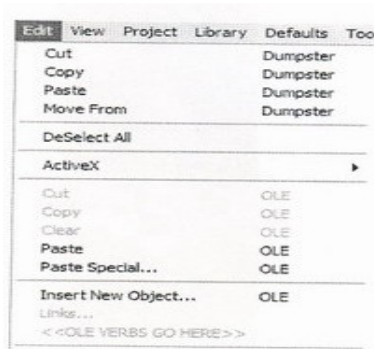 Edit View Project Library Defaults Too
Cut Dumpster
Copy Dumpster
Paste Dumpster
Move From Dumpster
DeSelect All
ActiveX
Cut OLE
Copy OLE
Clear OLE
Paste OLE
Paste Special... OLE
Insert New Object... OLE
Links...
<<OLE VERBS GO HERE>>